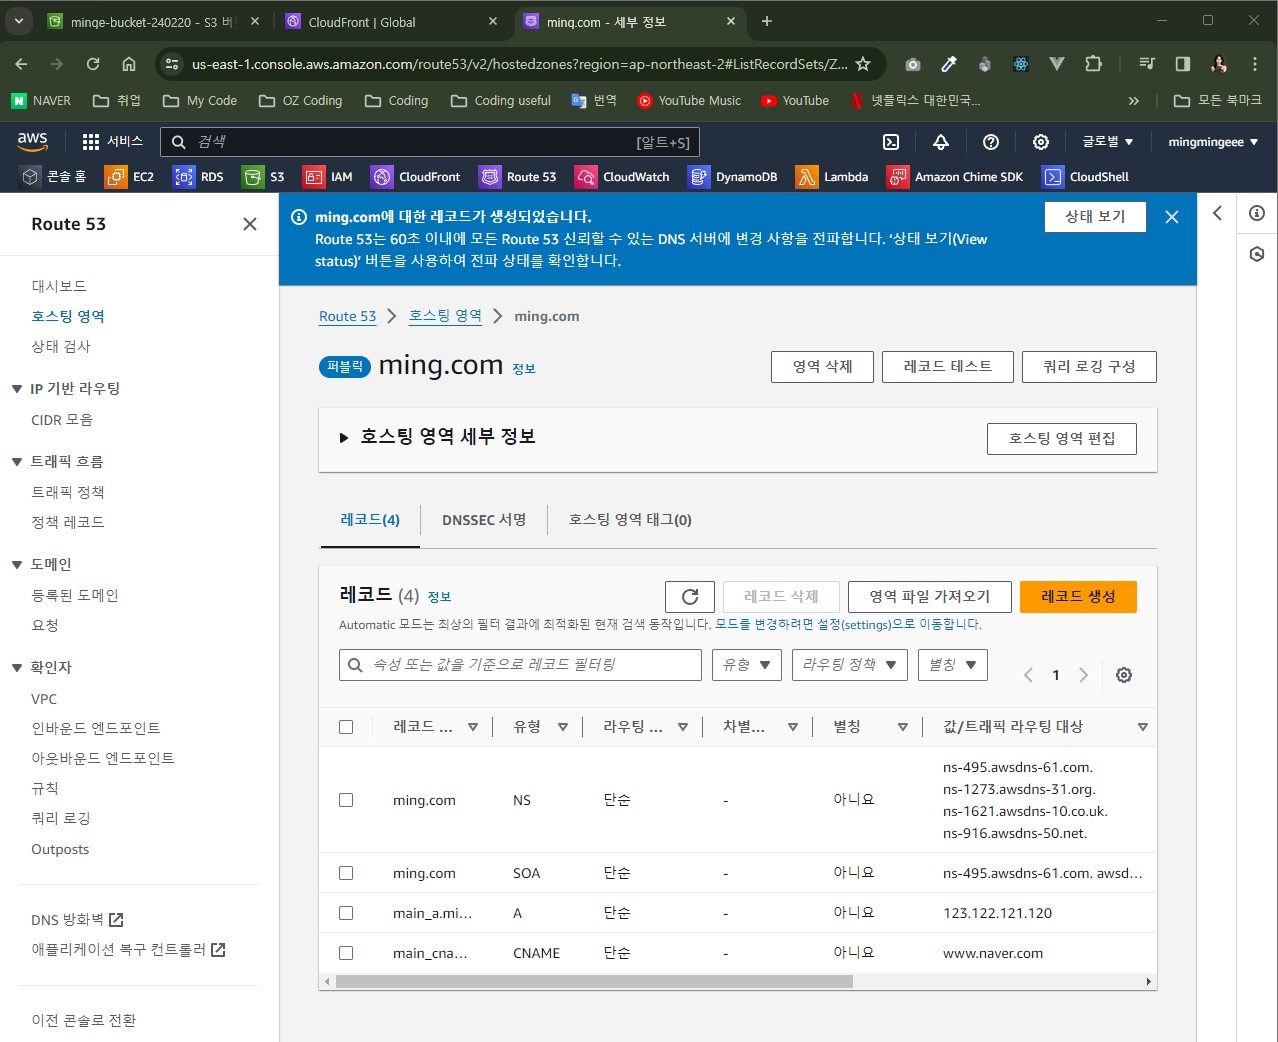 minqe-bucket-240220 - S3 버
CloudFront | Global
minq.com - 세부 정보
us-east-1.console.aws.amazon.com/route53/v2/hostedzones?region=ap-northeast-2#ListRecordSets/Z...
NAVER
취업
My Code
OZ Coding
Coding
Coding useful
번역
YouTube Music
YouTube
넷플릭스 대한민국...
모든 북마크
aws
서비스
검색
[알트+S]
글로벌
mingmingeee
콘솔 홈
EC2
RDS
S3
IAM
CloudFront
Route 53
CloudWatch
DynamoDB
Lambda
Amazon Chime SDK
CloudShell
Route 53
대시보드
호스팅 영역
상태 검사
IP 기반 라우팅
CIDR 모음
트래픽 흐름
트래픽 정책
정책 레코드
도메인
등록된 도메인
요청
확인자
VPC
인바운드 엔드포인트
아웃바운드 엔드포인트
규칙
쿼리 로깅
Outposts
DNS 방화벽
애플리케이션 복구 컨트롤러
이전 콘솔로 전환
ming.com에 대한 레코드가 생성되었습니다.
Route 53는 60초 이내에 모든 Route 53 신뢰할 수 있는 DNS 서버에 변경 사항을 전파합니다. ‘상태 보기(View
status)’ 버튼을 사용하여 전파 상태를 확인합니다.
상태 보기
Route 53
호스팅 영역
ming.com
퍼블릭
ming.com
정보
영역 삭제
레코드 테스트
쿼리 로깅 구성
호스팅 영역 세부 정보
호스팅 영역 편집
레코드(4)
DNSSEC 서명
호스팅 영역 태그(0)
레코드 (4) 정보
레코드 삭제
영역 파일 가져오기
레코드 생성
Automatic 모드는 최상의 필터 결과에 최적화된 현재 검색 동작입니다. 모드를 변경하려면 설정(settings)으로 이동합니다.
속성 또는 값을 기준으로 레코드 필터링
유형
라우팅 정책
별칭
1
레코드 ...
유형
라우팅 ...
차별...
별칭
값/트래픽 라우팅 대상
ming.com
NS
단순
-
아니요
ns-495.awsdns-61.com.
ns-1273.awsdns-31.org.
ns-1621.awsdns-10.co.uk.
ns-916.awsdns-50.net.
ming.com
SOA
단순
-
아니요
ns-495.awsdns-61.com. awsd...
main_a.mi...
A
단순
-
아니요
123.122.121.120
main_cna...
CNAME
단순
-
아니요
www.naver.com